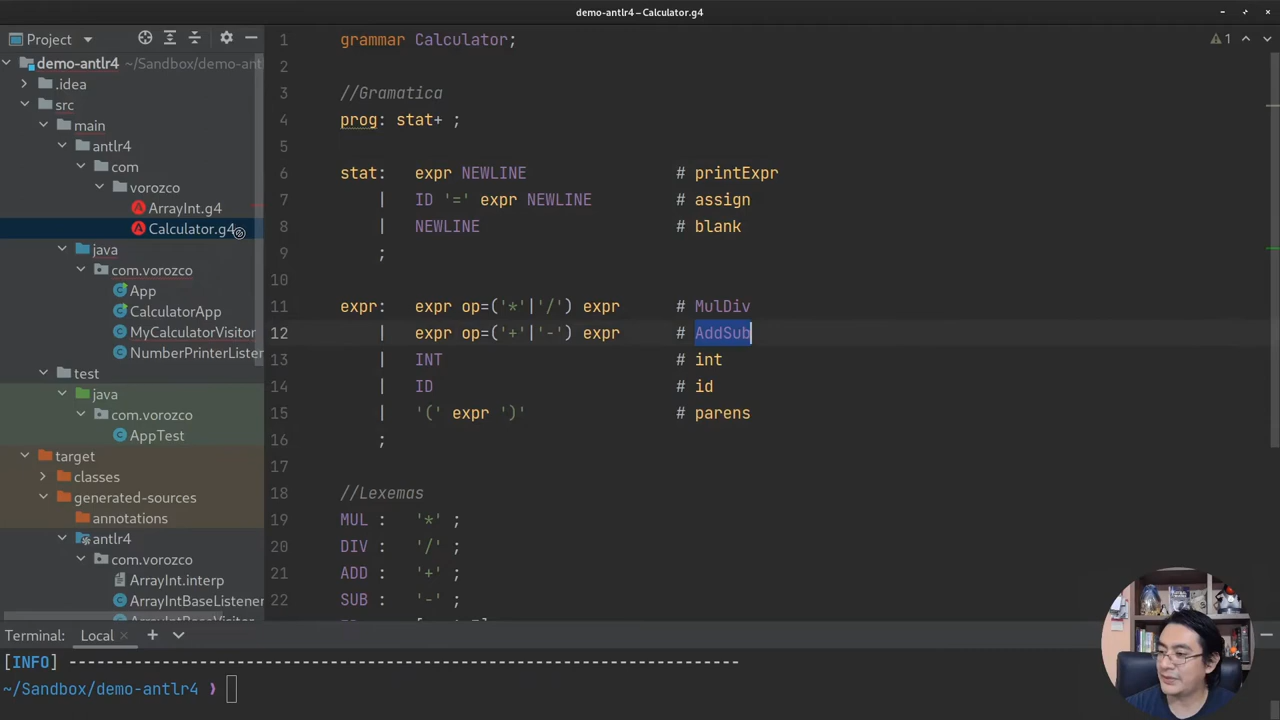 demo-antlr4 – Calculator.g4
Project
demo-antlr4 ~/Sandbox/demo-antl
.idea
src
main
antlr4
com
vorozco
ArrayInt.g4
Calculator.g4
java
com.vorozco
App
CalculatorApp
MyCalculatorVisitor
NumberPrinterListe
test
java
com.vorozco
AppTest
target
classes
generated-sources
annotations
antlr4
com.vorozco
ArrayInt.interp
ArrayIntBaseListener
1 grammar Calculator;
2
3 //Gramatica
4 prog: stat+ ;
5
6 stat: expr NEWLINE # printExpr
7 | ID '=' expr NEWLINE # assign
8 | NEWLINE # blank
9 ;
10
11 expr: expr op=('*'|'/') expr # MulDiv
12 | expr op=('+'|'-') expr # AddSub
13 | INT # int
14 | ID # id
15 | '(' expr ')' # parens
16 ;
17
18 //Lexemas
19 MUL : '*' ;
20 DIV : '/' ;
21 ADD : '+' ;
22 SUB : '-' ;
1
Terminal: Local
[INFO] ------------------------------------------------------------------------
~/Sandbox/demo-antlr4 ❯